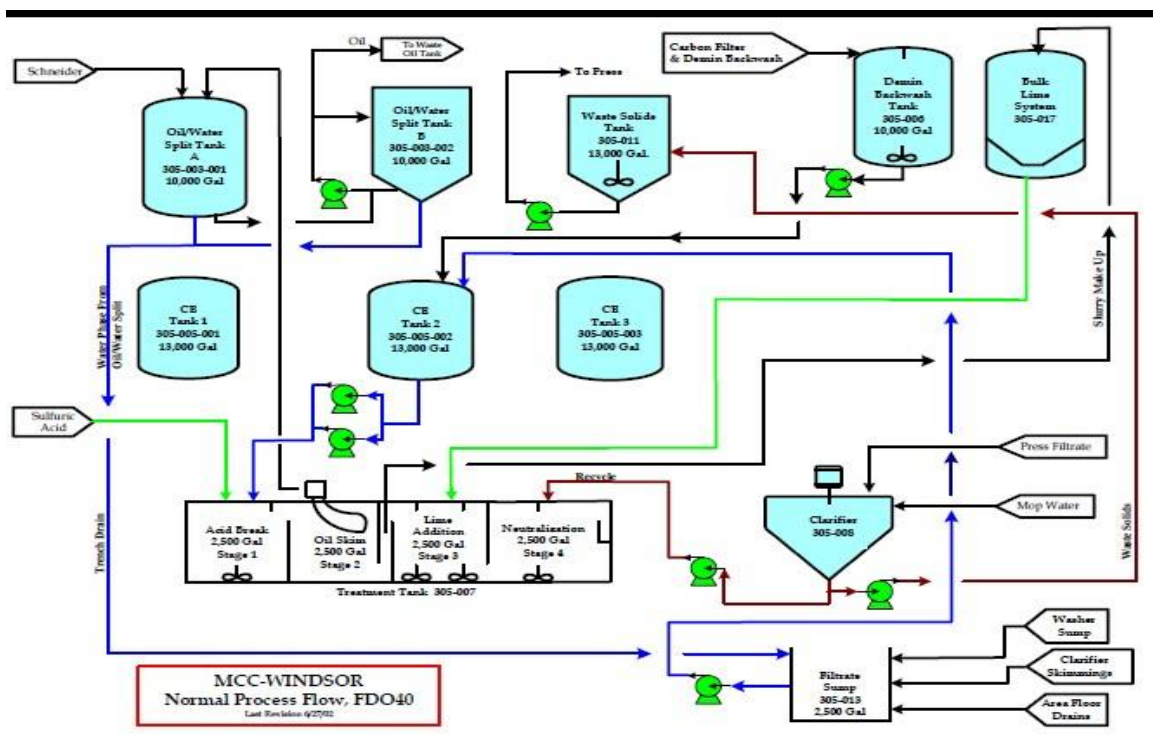 Oil
To Waste
Oil Tank
Schneider
Oil/Water
Split Tank
A
305-003-001
10,000 Gal
Oil/Water
Split Tank
B
305-003-002
10,000 Gal
To Press
Waste Solids
Tank
305-011
13,000 Gal.
Carbon Filter
& Demin Backwash
Demin
Backwash
Tank
305-006
10,000 Gal
Bulk
Lime
System
305-017
Water Phase From
Oil/Water Split
CE
Tank 1
305-005-001
13,000 Gal
CE
Tank 2
305-005-002
13,000 Gal
CE
Tank 3
305-005-003
13,000 Gal
Slurry Make Up
Sulfuric
Acid
Trench Drain
Acid Break
2,500 Gal
Stage 1
Oil Skim
2,500 Gal
Stage 2
Lime
Addition
2,500 Gal
Stage 3
Neutralization
2,500 Gal
Stage 4
Treatment Tank 305-007
Recycle
Clarifier
305-008
Press Filtrate
Mop Water
Waste Solids
Filtrate
Sump
305-013
2,500 Gal
Washer
Sump
Clarifier
Skimmings
Area Floor
Drains
MCC-WINDSOR
Normal Process Flow, FDO40
Last Revision 6/27/02